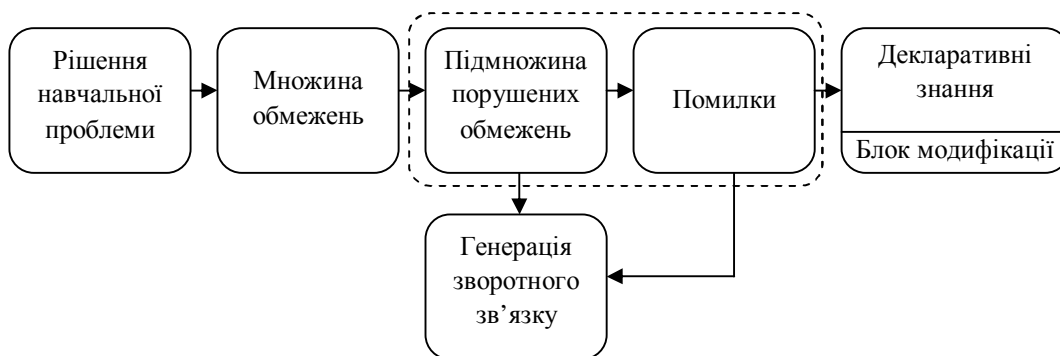 Рішення
навчальної
проблеми
Множина
обмежень
Підмножина
порушених
обмежень
Помилки
Декларативні
знання
Блок модифікації
Генерація
зворотного
зв’язку